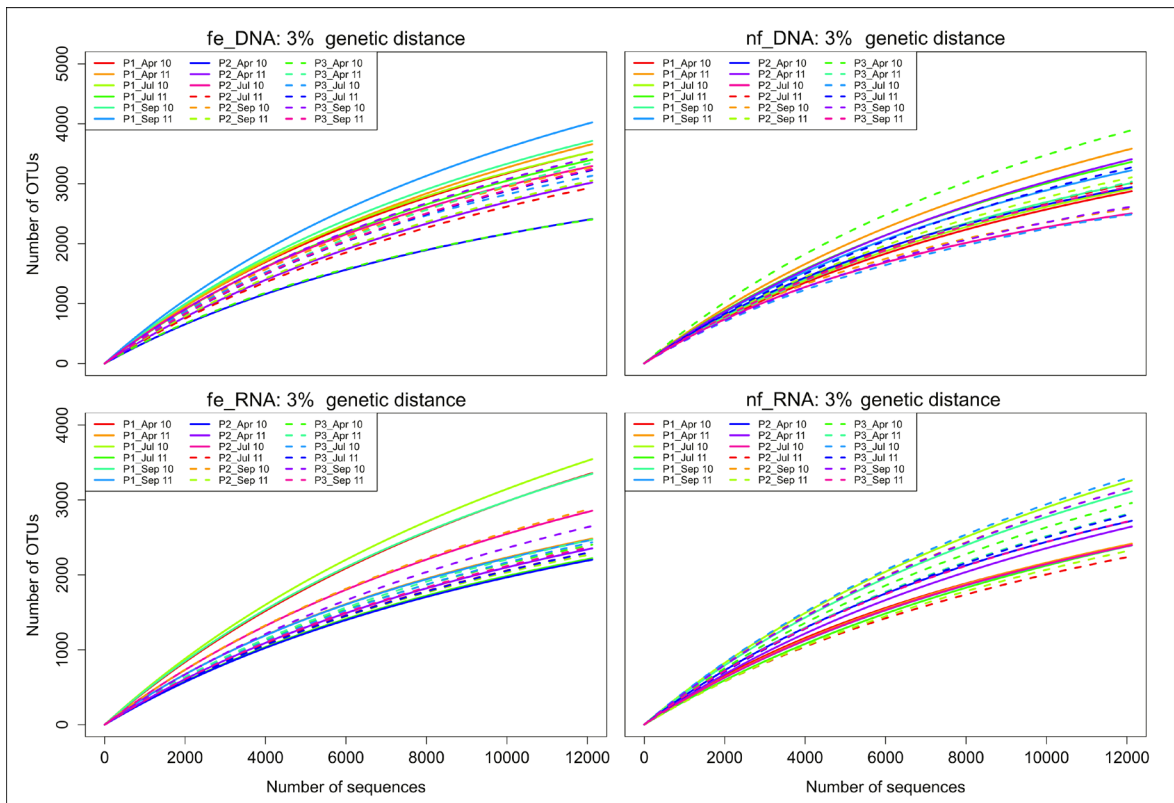 fe_DNA: 3% genetic distance
nf_DNA: 3% genetic distance
Number of OTUs
5000
4000
3000
2000
1000
0
P1_Apr 10 P2_Apr 10 P3_Apr 10
P1_Apr 11 P2_Apr 11 P3_Apr 11
P1_Jul 10 P2_Jul 10 P3_Jul 10
P1_Jul 11 P2_Jul 11 P3_Jul 11
P1_Sep 10 P2_Sep 10 P3_Sep 10
P1_Sep 11 P2_Sep 11 P3_Sep 11
P1_Apr 10 P2_Apr 10 P3_Apr 10
P1_Apr 11 P2_Apr 11 P3_Apr 11
P1_Jul 10 P2_Jul 10 P3_Jul 10
P1_Jul 11 P2_Jul 11 P3_Jul 11
P1_Sep 10 P2_Sep 10 P3_Sep 10
P1_Sep 11 P2_Sep 11 P3_Sep 11
fe_RNA: 3% genetic distance
nf_RNA: 3% genetic distance
Number of OTUs
4000
3000
2000
1000
0
P1_Apr 10 P2_Apr 10 P3_Apr 10
P1_Apr 11 P2_Apr 11 P3_Apr 11
P1_Jul 10 P2_Jul 10 P3_Jul 10
P1_Jul 11 P2_Jul 11 P3_Jul 11
P1_Sep 10 P2_Sep 10 P3_Sep 10
P1_Sep 11 P2_Sep 11 P3_Sep 11
P1_Apr 10 P2_Apr 10 P3_Apr 10
P1_Apr 11 P2_Apr 11 P3_Apr 11
P1_Jul 10 P2_Jul 10 P3_Jul 10
P1_Jul 11 P2_Jul 11 P3_Jul 11
P1_Sep 10 P2_Sep 10 P3_Sep 10
P1_Sep 11 P2_Sep 11 P3_Sep 11
0 2000 4000 6000 8000 10000 12000
0 2000 4000 6000 8000 10000 12000
Number of sequences
Number of sequences